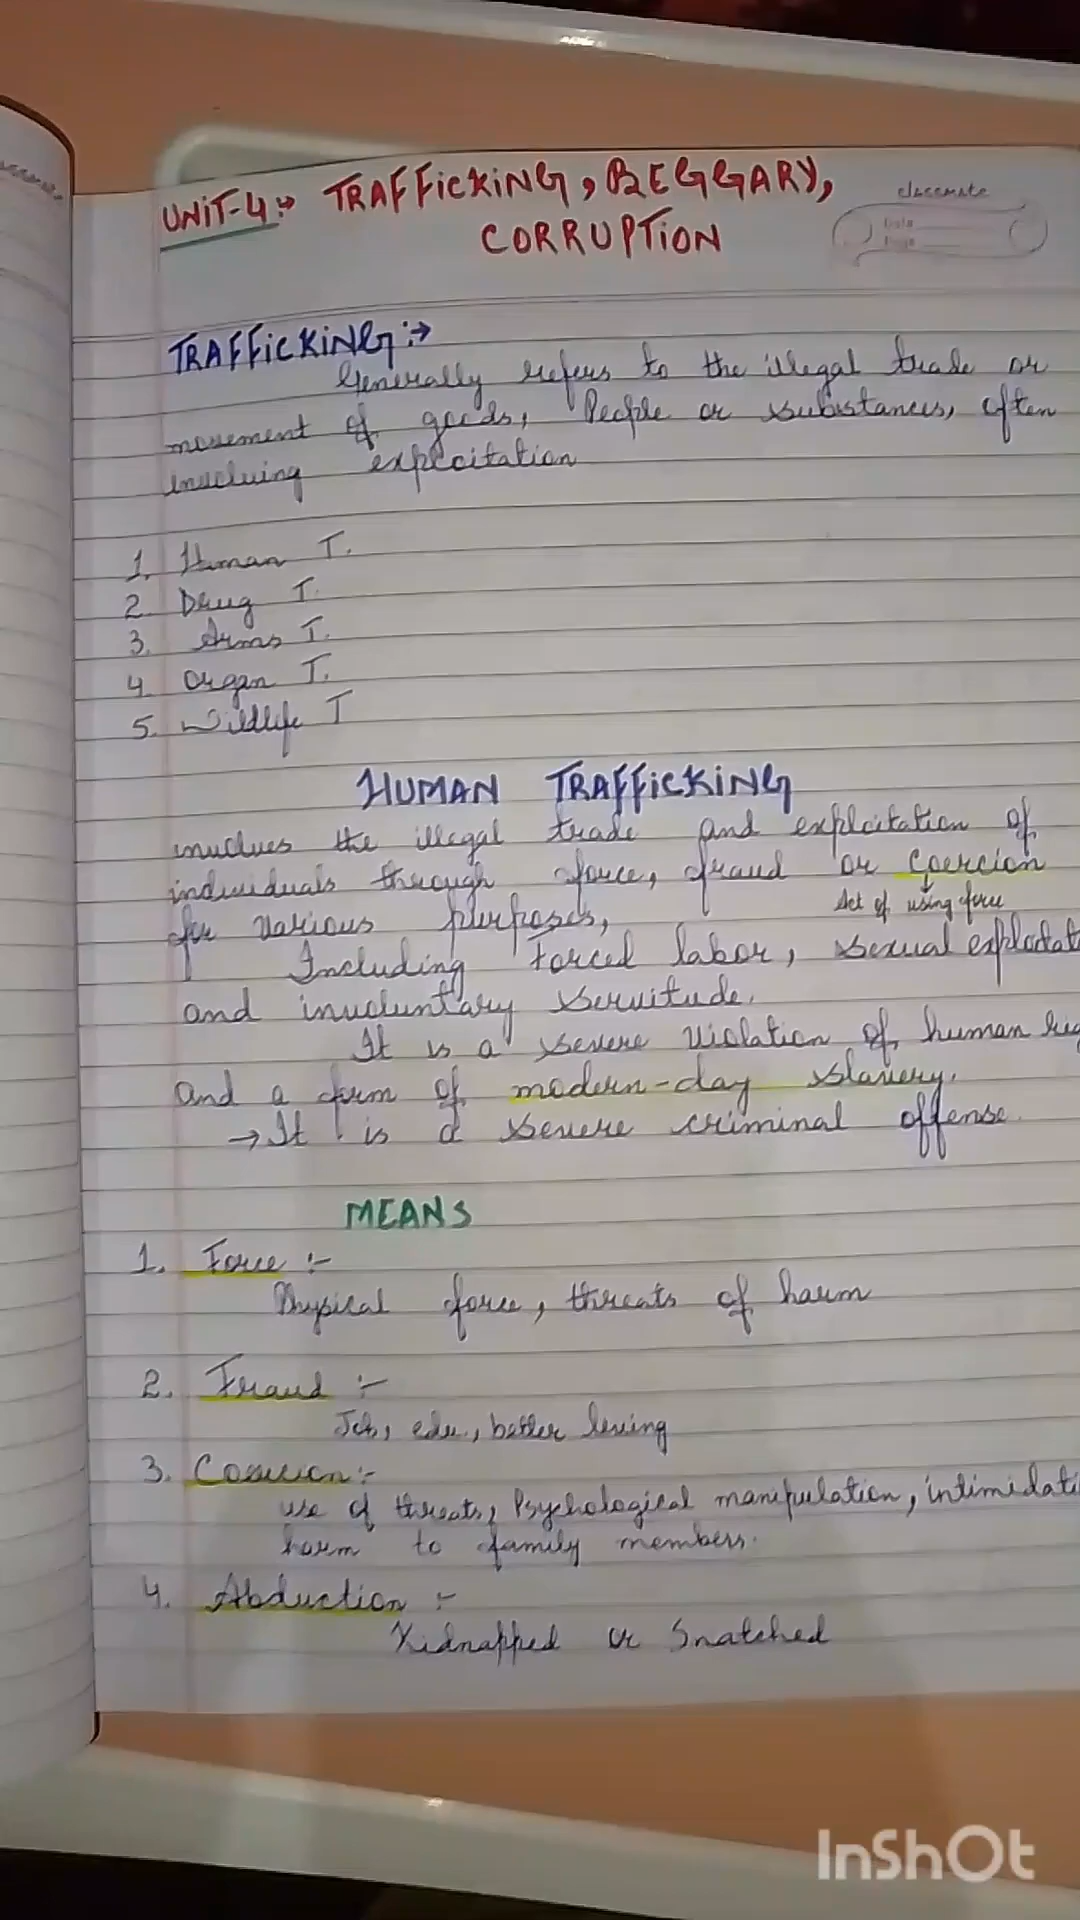 UNIT-4:→ TRAFFICKING, BEGGARY,
CORRUPTION
classmate
Date
Page
TRAFFICKING:→
Generally refers to the illegal trade or
movement of goods, People or substances, often
involving exploitation
1. Human T.
2. Drug T.
3. Arms T.
4. Organ T.
5. Wildlife T
HUMAN TRAFFICKING
involves the illegal trade and exploitation of
individuals through force, fraud or Coercion
Act of using force
for various purposes,
Including Forced labor, sexual exploitat
and involuntary servitude.
It is a severe violation of human rig
and a form of modern-day slavery.
→ It is a severe criminal offense.
MEANS
1. Force :-
Physical force, threats of harm
2. Fraud :-
Job, edu., better living
3. Coercion :-
use of threats, Psychological manipulation, intimidati
harm to family members.
4. Abduction :-
Kidnapped or Snatched
InShOt